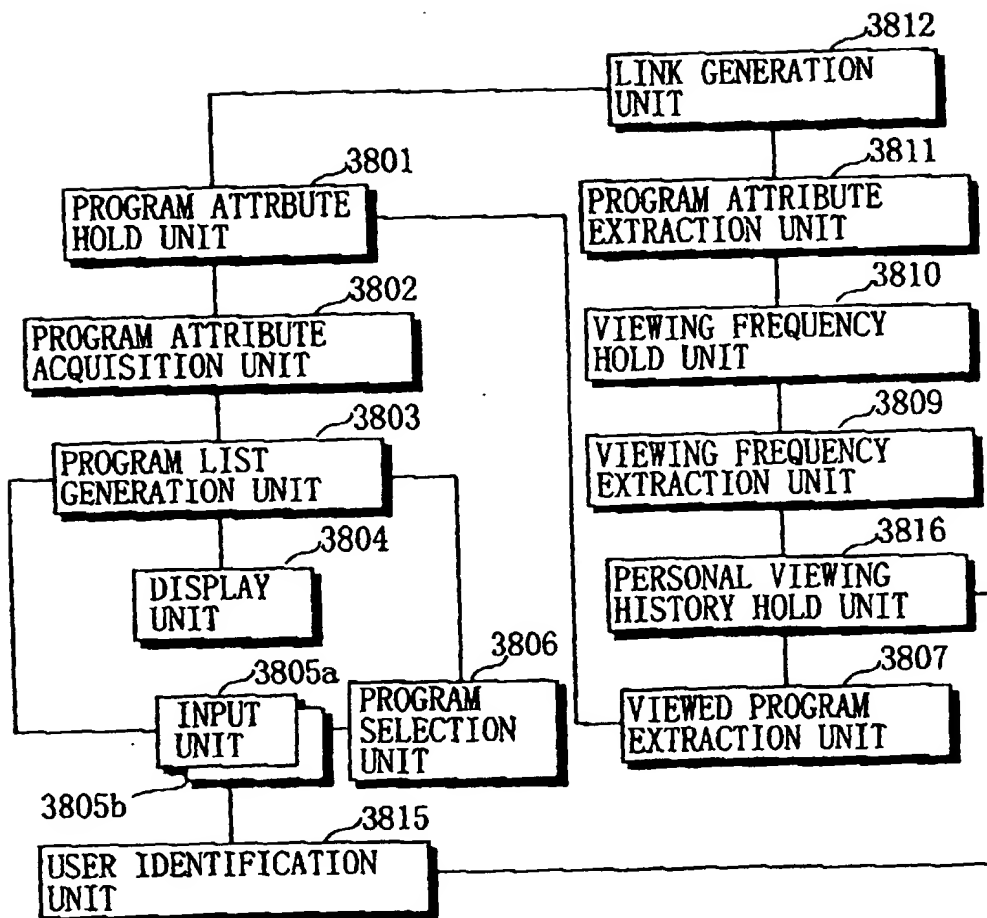 3812
LINK GENERATION
UNIT
3801
PROGRAM ATTRBUTE
HOLD UNIT
3811
PROGRAM ATTRIBUTE
EXTRACTION UNIT
3802
PROGRAM ATTRIBUTE
ACQUISITION UNIT
3810
VIEWING FREQUENCY
HOLD UNIT
3803
PROGRAM LIST
GENERATION UNIT
3809
VIEWING FREQUENCY
EXTRACTION UNIT
3804
DISPLAY
UNIT
3816
PERSONAL VIEWING
HISTORY HOLD UNIT
3805a
INPUT
UNIT
3805b
3806
PROGRAM
SELECTION
UNIT
3807
VIEWED PROGRAM
EXTRACTION UNIT
3815
USER IDENTIFICATION
UNIT